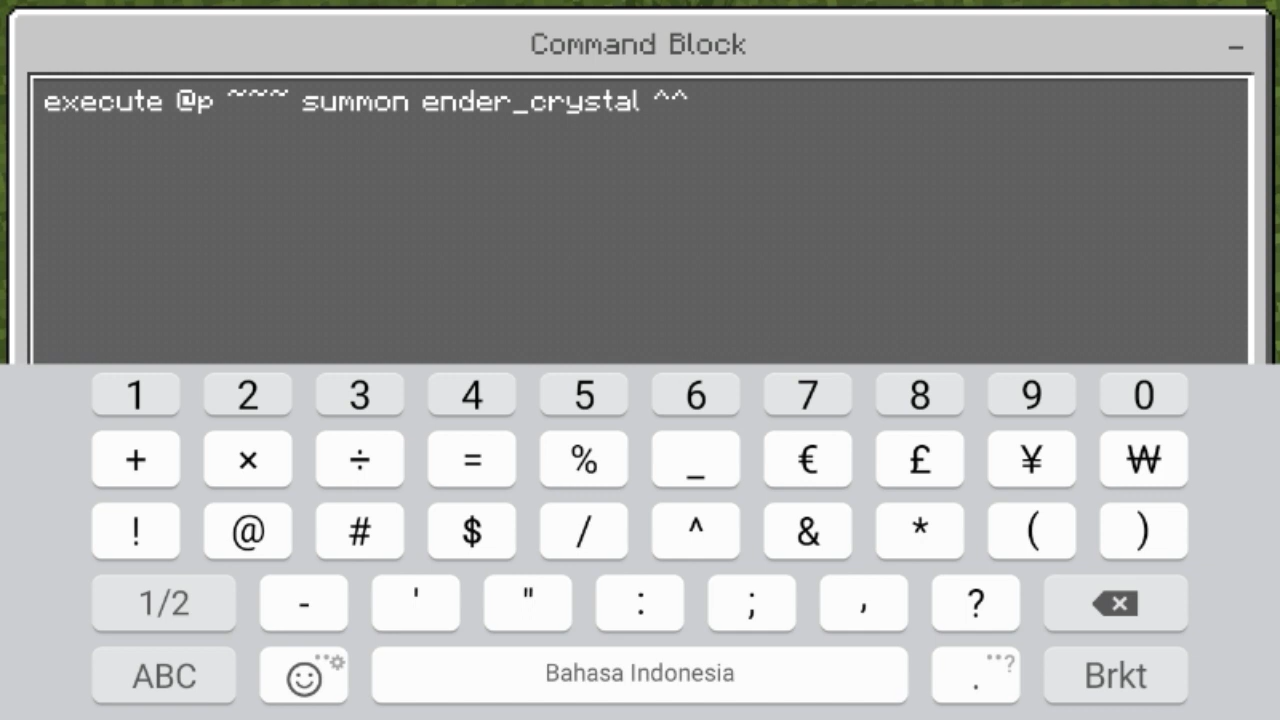 Command Block
execute @p ~~~ summon ender_crystal ^^
1 2 3 4 5 6 7 8 9 0
+ × ÷ = % _ € £ ¥ ₩
! @ # $ / ^ & * ( )
1/2 - ' " : ; , ?
ABC Bahasa Indonesia . ? Brkt